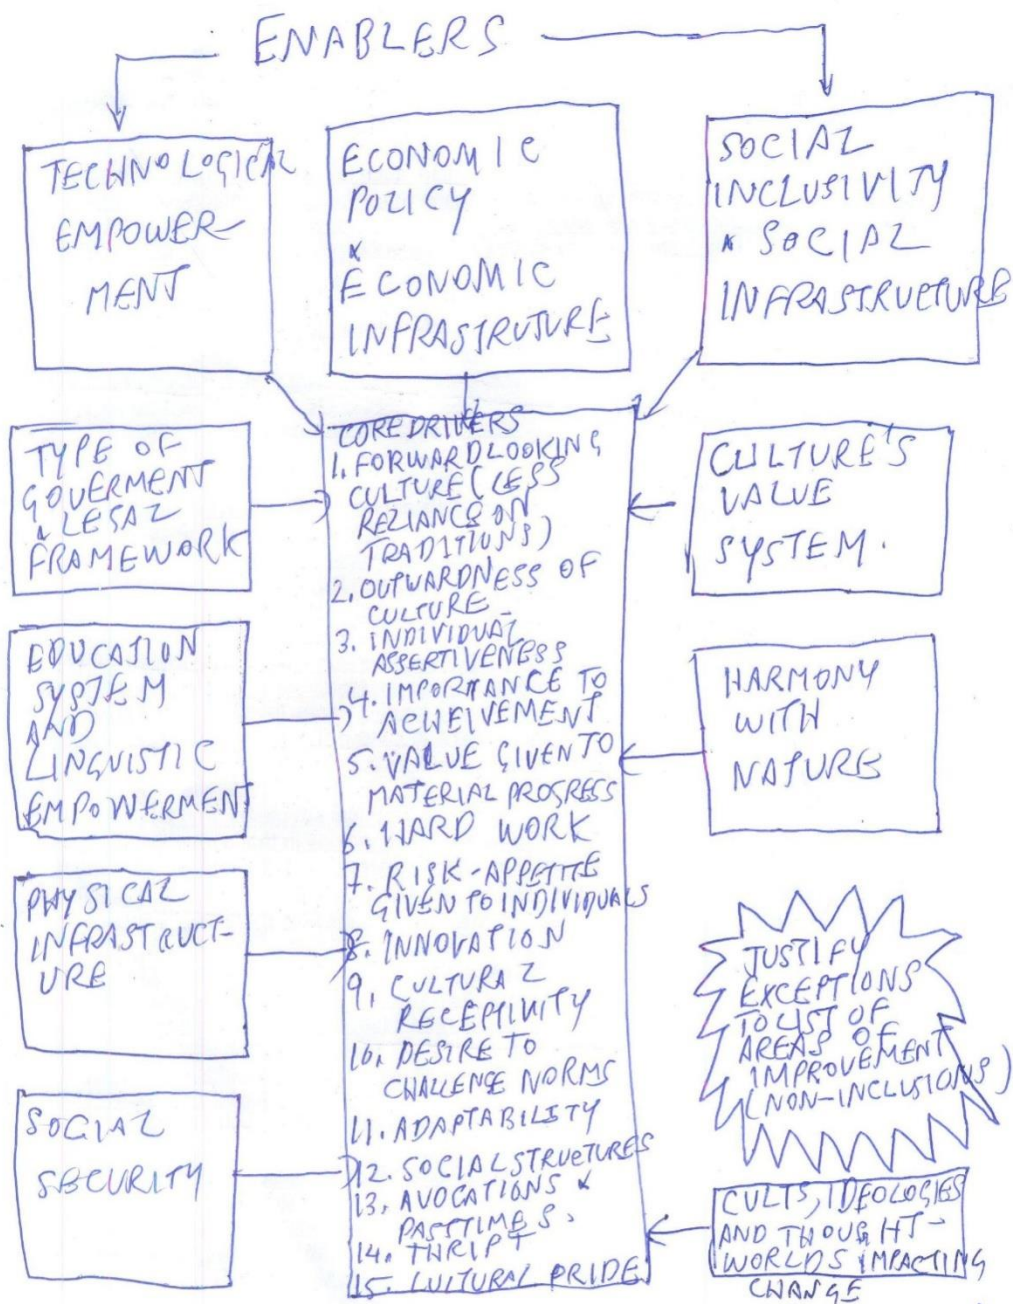 ENABLERS
TECHNOLOGICAL
EMPOWER-
MENT
ECONOMIC
POLICY
&
ECONOMIC
INFRASTRUTURE
SOCIAL
INCLUSIVITY
& SOCIAL
INFRASTRUCTURE
TYPE OF
GOVERMENT
& LEGAL
FRAMEWORK
EDUCATION
SYSTEM
AND
LINGUISTIC
EMPOWERMENT
PHYSICAL
INFRASTRUCT-
URE
SOCIAL
SECURITY
CORE DRIVERS
1. FORWARD LOOKING
CULTURE (LESS
RELIANCE ON
TRADITIONS)
2. OUTWARDNESS OF
CULTURE
3. INDIVIDUAL
ASSERTIVENESS
4. IMPORTANCE TO
ACHEIVEMENT
5. VALUE GIVEN TO
MATERIAL PROGRESS
6. HARD WORK
7. RISK-APPETITE
GIVEN TO INDIVIDUALS
8. INNOVATION
9. CULTURAL
RECEPTIVITY
10. DESIRE TO
CHALLENGE NORMS
11. ADAPTABILITY
12. SOCIAL STRUCTURES
13. AVOCATIONS &
PASTTIMES.
14. THRIFT
15. CULTURAL PRIDE
CULTURE'S
VALUE
SYSTEM.
HARMONY
WITH
NATURE
JUSTIFY
EXCEPTIONS
TO LIST OF
AREAS OF
IMPROVEMENT
(NON-INCLUSIONS)
CULTS, IDEOLOGIES
AND THOUGHT-
WORLDS IMPACTING
CHANGE